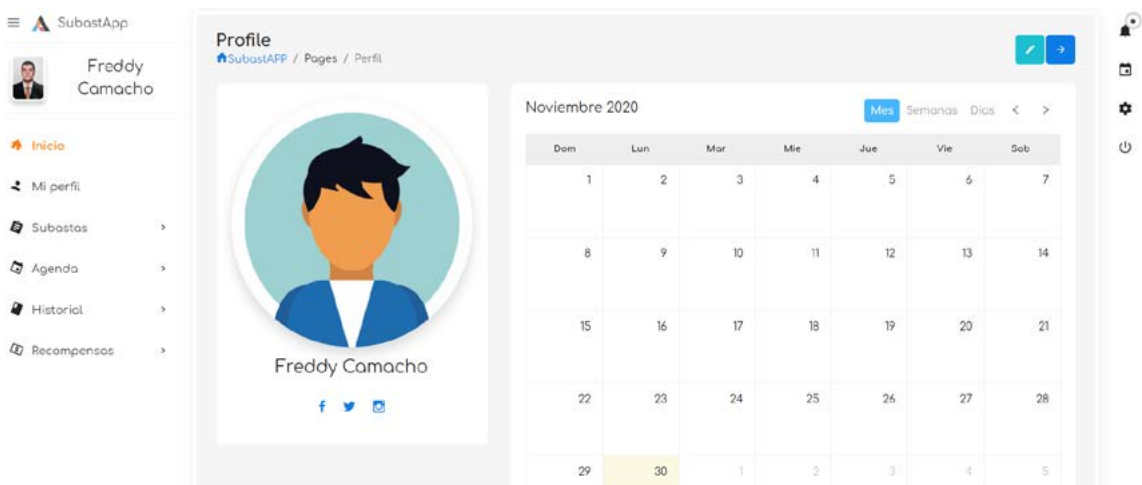 SubastApp
Freddy
Camacho
Inicio
Mi perfil
Subastas
Agenda
Historial
Recompensas
Profile
SubastAPP / Pages / Perfil
Freddy Camacho
Noviembre 2020
Mes Semanas Dias < >
Dom Lun Mar Mie Jue Vie Sab
1 2 3 4 5 6 7
8 9 10 11 12 13 14
15 16 17 18 19 20 21
22 23 24 25 26 27 28
29 30 1 2 3 4 5